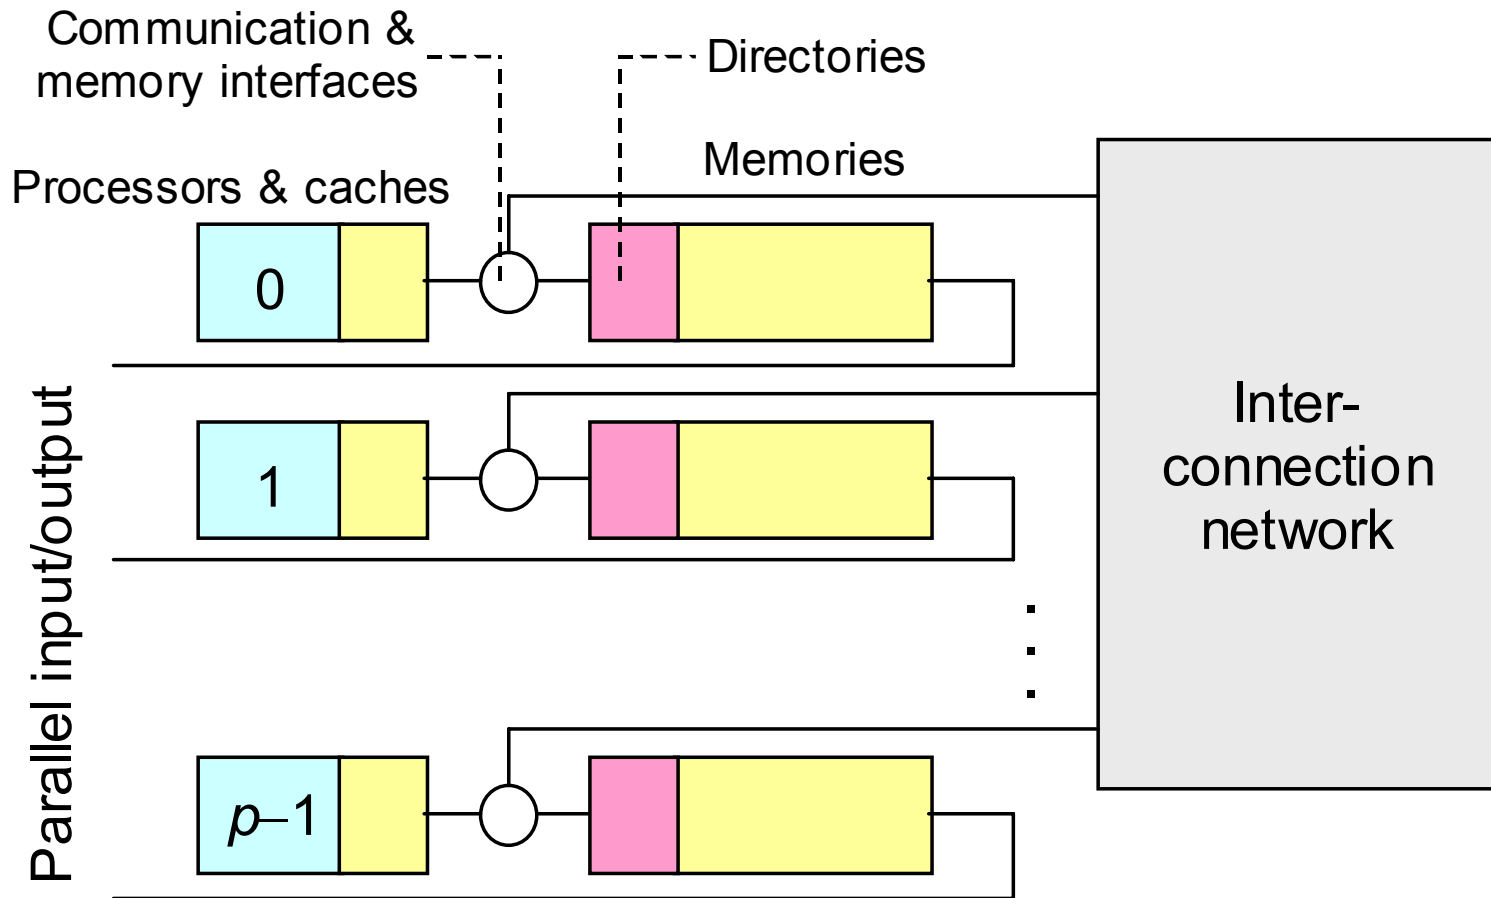 Communication &
memory interfaces
Directories
Memories
Processors & caches
0
1
p–1
Parallel input/output
Inter-
connection
network